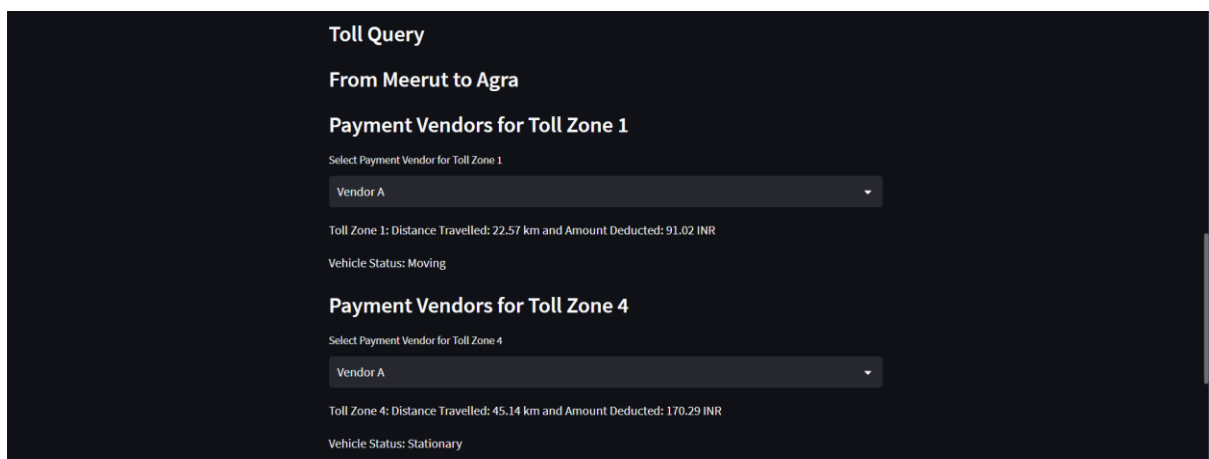 Toll Query
From Meerut to Agra
Payment Vendors for Toll Zone 1
Select Payment Vendor for Toll Zone 1
Vendor A
Toll Zone 1: Distance Travelled: 22.57 km and Amount Deducted: 91.02 INR
Vehicle Status: Moving
Payment Vendors for Toll Zone 4
Select Payment Vendor for Toll Zone 4
Vendor A
Toll Zone 4: Distance Travelled: 45.14 km and Amount Deducted: 170.29 INR
Vehicle Status: Stationary